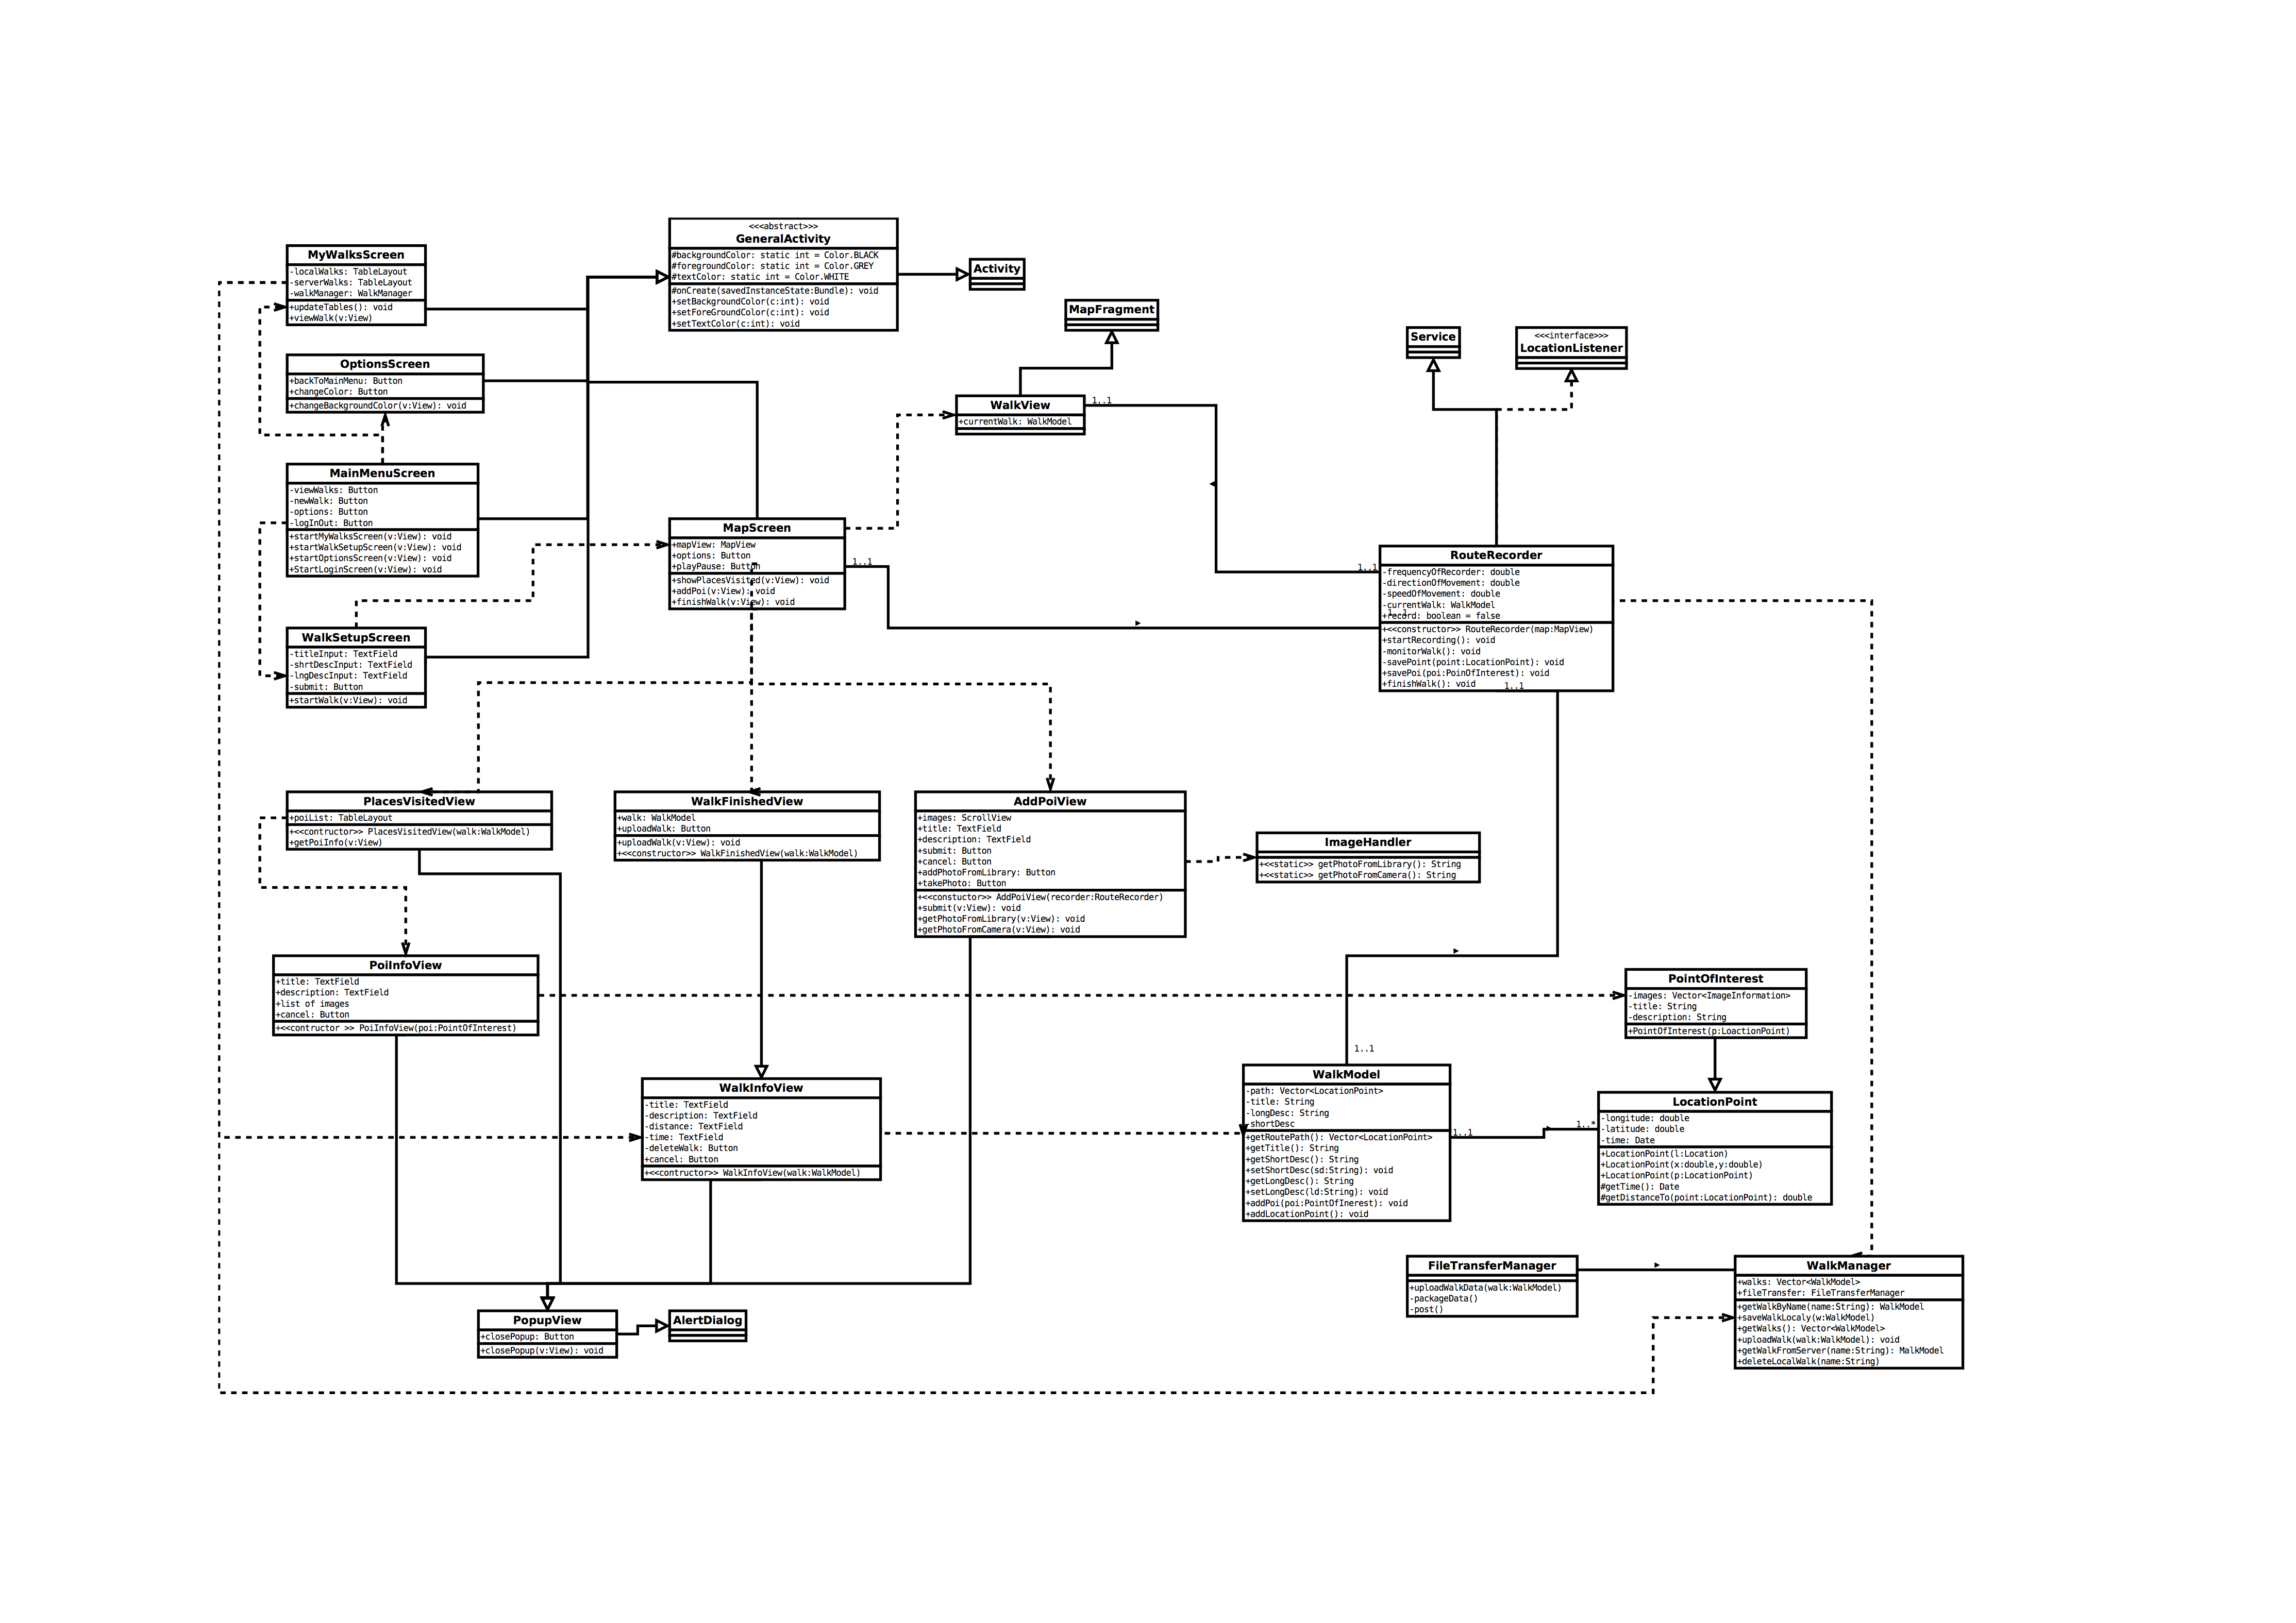 <<<abstract>>>
GeneralActivity
#backgroundColor: static int = Color.BLACK
#foregroundColor: static int = Color.GREY
#textColor: static int = Color.WHITE
#onCreate(savedInstanceState:Bundle): void
+setBackgroundColor(c:int): void
+setForeGroundColor(c:int): void
+setTextColor(c:int): void
MyWalksScreen
-localWalks: TableLayout
-serverWalks: TableLayout
-walkManager: WalkManager
+updateTables(): void
+viewWalk(v:View)
Activity
MapFragment
Service
<<<interface>>>
LocationListener
OptionsScreen
+backToMainMenu: Button
+changeColor: Button
+changeBackgroundColor(v:View): void
WalkView
+currentWalk: WalkModel
1..1
MainMenuScreen
-viewWalks: Button
-newWalk: Button
-options: Button
-logInOut: Button
+startMyWalksScreen(v:View): void
+startWalkSetupScreen(v:View): void
+startOptionsScreen(v:View): void
+StartLoginScreen(v:View): void
MapScreen
+mapView: MapView
+options: Button
+playPause: Button
+showPlacesVisited(v:View): void
+addPoi(v:View): void
+finishWalk(v:View): void
1..1
1..1
RouteRecorder
-frequencyOfRecorder: double
-directionOfMovement: double
-speedOfMovement: double
-currentWalk: WalkModel
1..1
+record: boolean = false
+<<constructor>> RouteRecorder(map:MapView)
+startRecording(): void
-monitorWalk(): void
-savePoint(point:LocationPoint): void
+savePoi(poi:PoinOfInterest): void
+finishWalk(): void
1..1
WalkSetupScreen
-titleInput: TextField
-shrtDescInput: TextField
-lngDescInput: TextField
-submit: Button
+startWalk(v:View): void
PlacesVisitedView
+poiList: TableLayout
+<<contructor>> PlacesVisitedView(walk:WalkModel)
+getPoiInfo(v:View)
WalkFinishedView
+walk: WalkModel
+uploadWalk: Button
+uploadWalk(v:View): void
+<<constructor>> WalkFinishedView(walk:WalkModel)
AddPoiView
+images: ScrollView
+title: TextField
+description: TextField
+submit: Button
+cancel: Button
+addPhotoFromLibrary: Button
+takePhoto: Button
+<<constuctor>> AddPoiView(recorder:RouteRecorder)
+submit(v:View): void
+getPhotoFromLibrary(v:View): void
+getPhotoFromCamera(v:View): void
ImageHandler
+<<static>> getPhotoFromLibrary(): String
+<<static>> getPhotoFromCamera(): String
PoiInfoView
+title: TextField
+description: TextField
+list of images
+cancel: Button
+<<contructor >> PoiInfoView(poi:PointOfInterest)
PointOfInterest
-images: Vector<ImageInformation>
-title: String
-description: String
+PointOfInterest(p:LoactionPoint)
1..1
WalkInfoView
-title: TextField
-description: TextField
-distance: TextField
-time: TextField
-deleteWalk: Button
+cancel: Button
+<<contructor>> WalkInfoView(walk:WalkModel)
WalkModel
-path: Vector<LocationPoint>
-title: String
-longDesc: String
-shortDesc
+getRoutePath(): Vector<LocationPoint>
+getTitle(): String
+getShortDesc(): String
+setShortDesc(sd:String): void
+getLongDesc(): String
+setLongDesc(ld:String): void
+addPoi(poi:PointOfInerest): void
+addLocationPoint(): void
1..1
1..*
LocationPoint
-longitude: double
-latitude: double
-time: Date
+LocationPoint(l:Location)
+LocationPoint(x:double,y:double)
+LocationPoint(p:LocationPoint)
#getTime(): Date
#getDistanceTo(point:LocationPoint): double
FileTransferManager
+uploadWalkData(walk:WalkModel)
-packageData()
-post()
WalkManager
+walks: Vector<WalkModel>
+fileTransfer: FileTransferManager
+getWalkByName(name:String): WalkModel
+saveWalkLocaly(w:WalkModel)
+getWalks(): Vector<WalkModel>
+uploadWalk(walk:WalkModel): void
+getWalkFromServer(name:String): MalkModel
+deleteLocalWalk(name:String)
PopupView
+closePopup: Button
+closePopup(v:View): void
AlertDialog